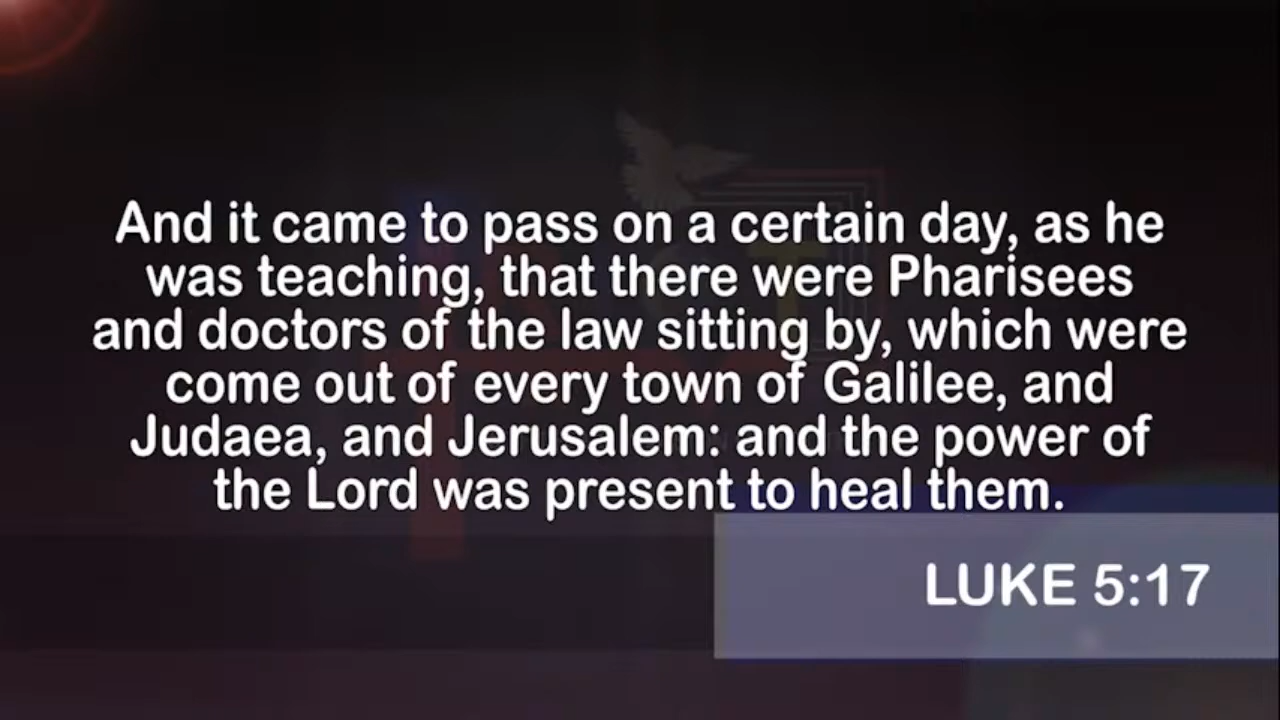 And it came to pass on a certain day, as he
was teaching, that there were Pharisees
and doctors of the law sitting by, which were
come out of every town of Galilee, and
Judaea, and Jerusalem: and the power of
the Lord was present to heal them.
LUKE 5:17